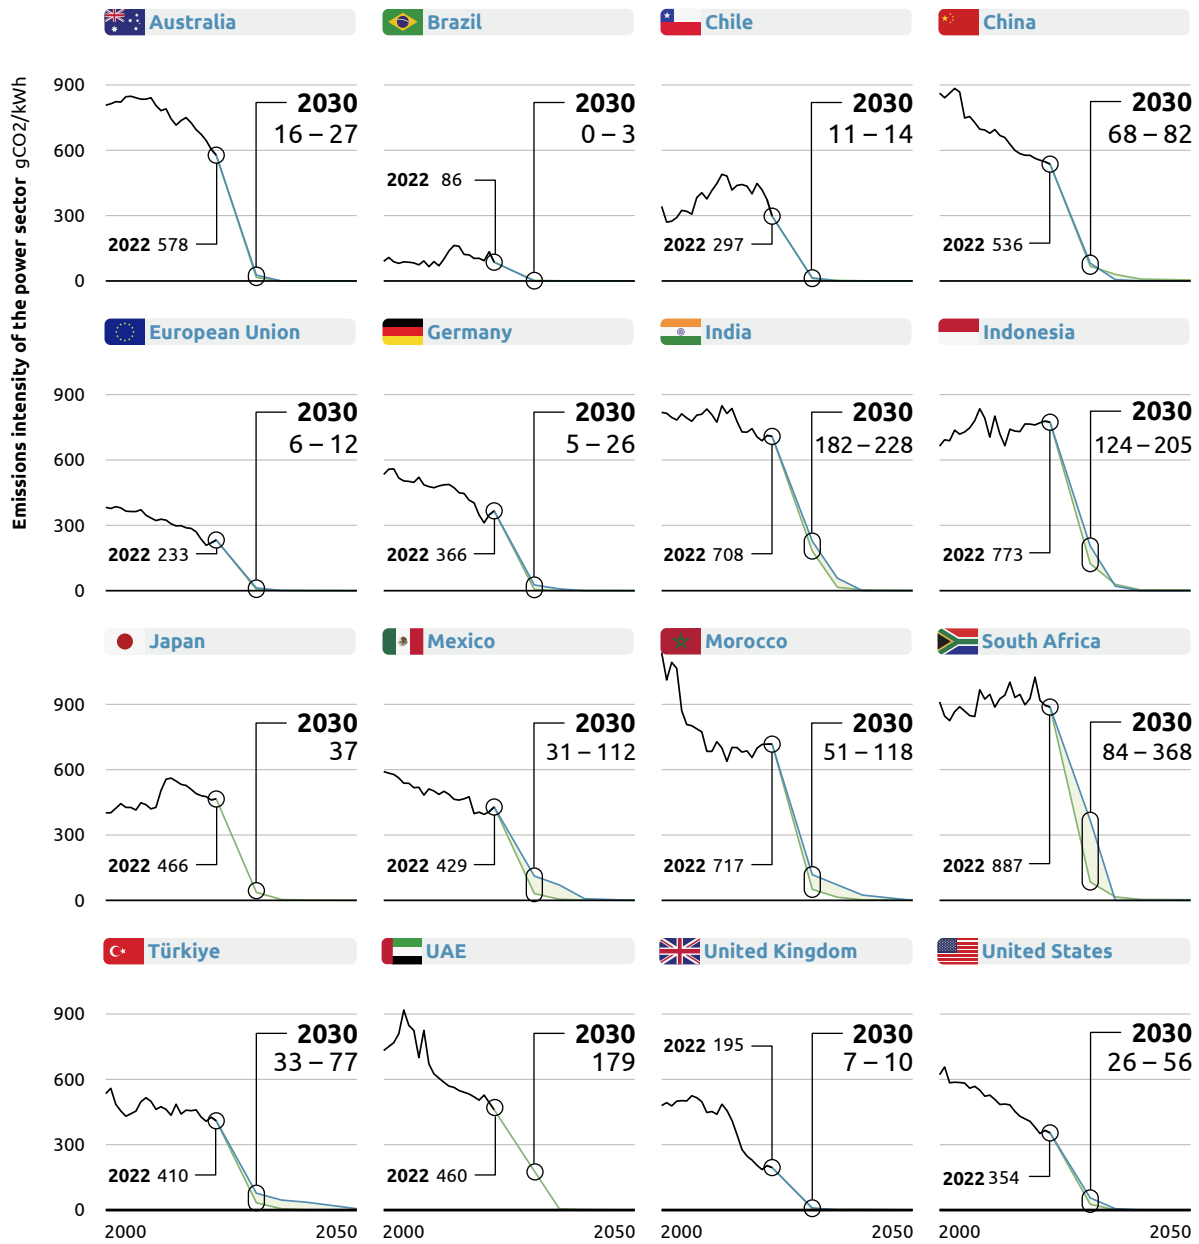 Emissions intensity of the power sector gCO2/kWh
Australia
Brazil
Chile
China
900
600
300
0
2030
16 – 27
2022 578
2030
0 – 3
2022 86
2030
11 – 14
2022 297
2030
68 – 82
2022 536
European Union
Germany
India
Indonesia
900
600
300
0
2030
6 – 12
2022 233
2030
5 – 26
2022 366
2030
182 – 228
2022 708
2030
124 – 205
2022 773
Japan
Mexico
Morocco
South Africa
900
600
300
0
2030
37
2022 466
2030
31 – 112
2022 429
2030
51 – 118
2022 717
2030
84 – 368
2022 887
Türkiye
UAE
United Kingdom
United States
900
600
300
0
2030
33 – 77
2022 410
2030
179
2022 460
2030
7 – 10
2022 195
2030
26 – 56
2022 354
2000 2050
2000 2050
2000 2050
2000 2050